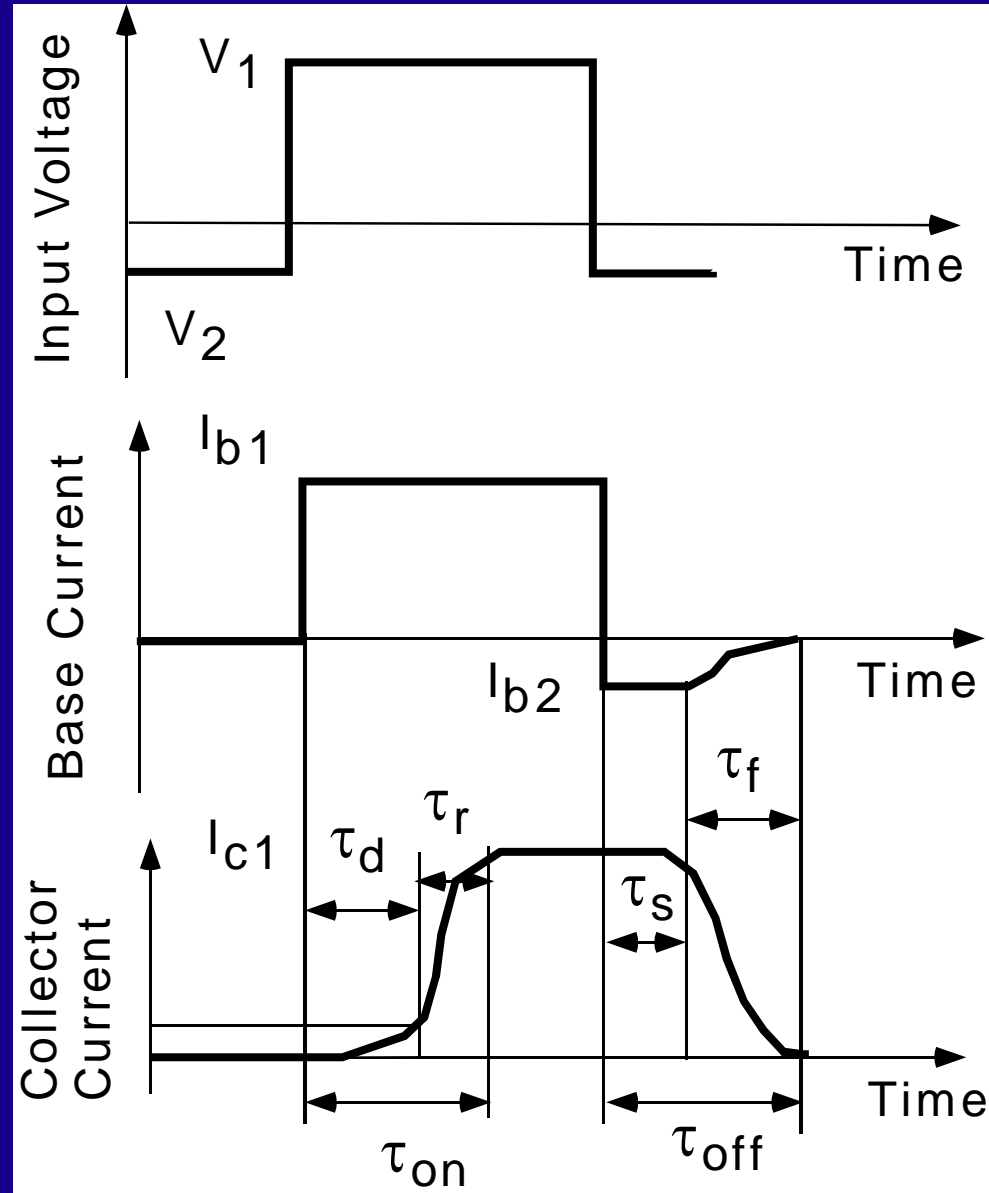 Input Voltage
V1
V2
Time
Base Current
Ib1
Ib2
Time
Collector
Current
Ic1
τd
τr
τs
τf
Time
τon
τoff